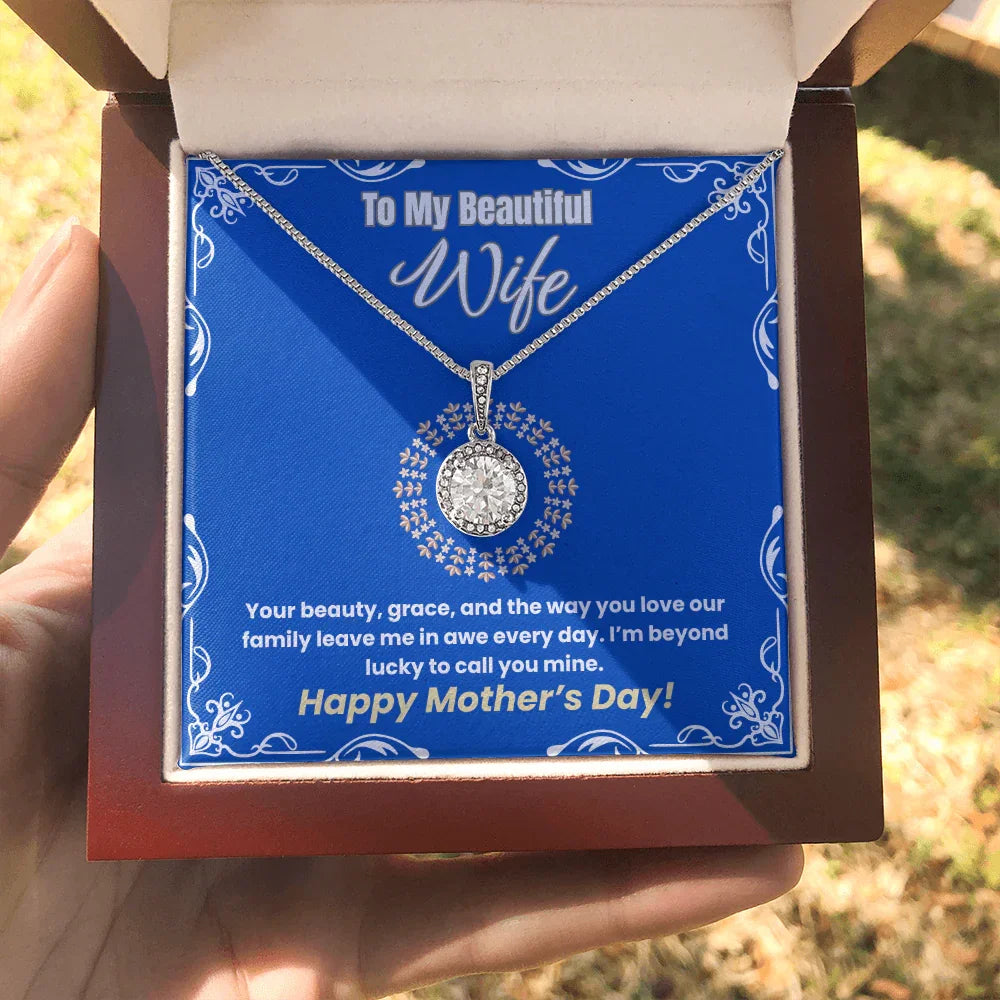 To My Beautiful
Wife
Your beauty, grace, and the way you love our
family leave me in awe every day. I’m beyond
lucky to call you mine.
Happy Mother’s Day!